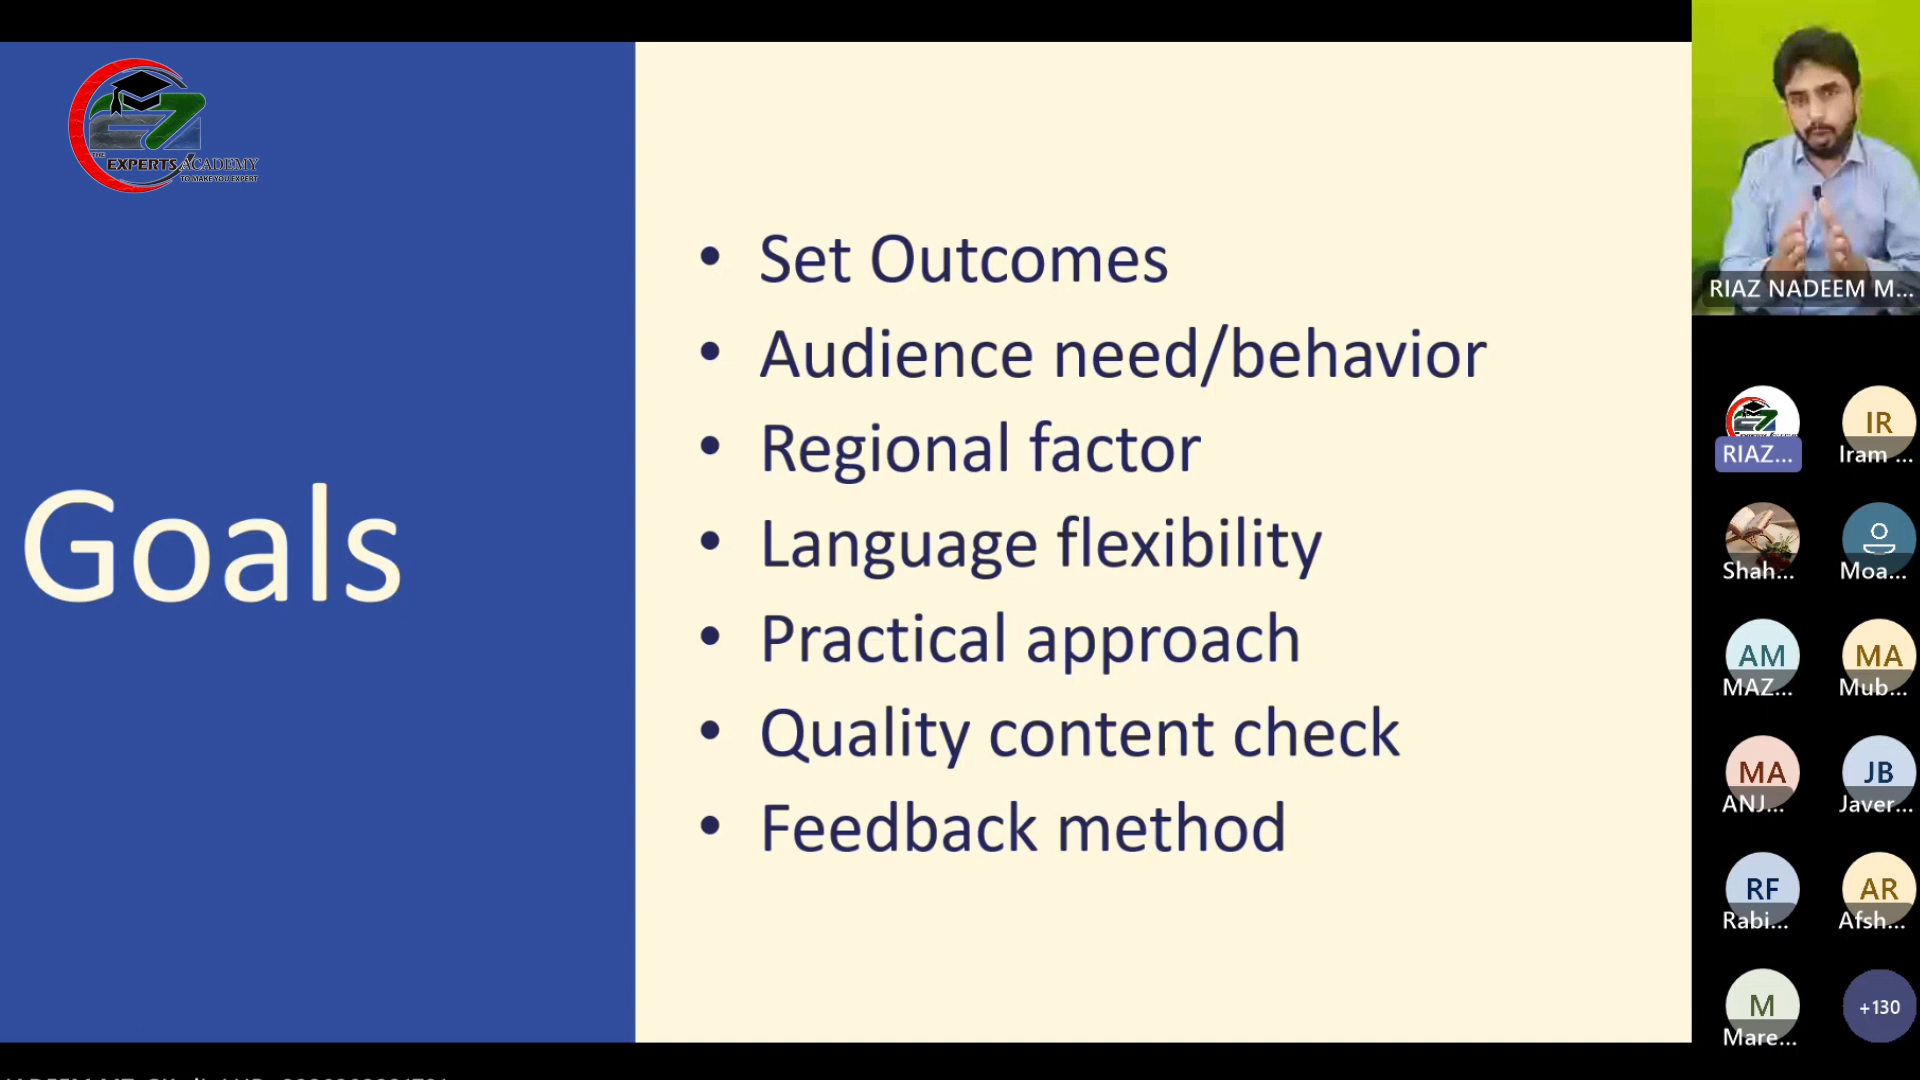 THE
EXPERTS ACADEMY
TO MAKE YOU EXPERT
Goals
• Set Outcomes
• Audience need/behavior
• Regional factor
• Language flexibility
• Practical approach
• Quality content check
• Feedback method
RIAZ NADEEM M...
RIAZ...
IR
Iram ...
Shah...
Moa...
AM
MAZ...
MA
Mub...
MA
ANJ...
JB
Javer...
RF
Rabi...
AR
Afsh...
M
Mare...
+130